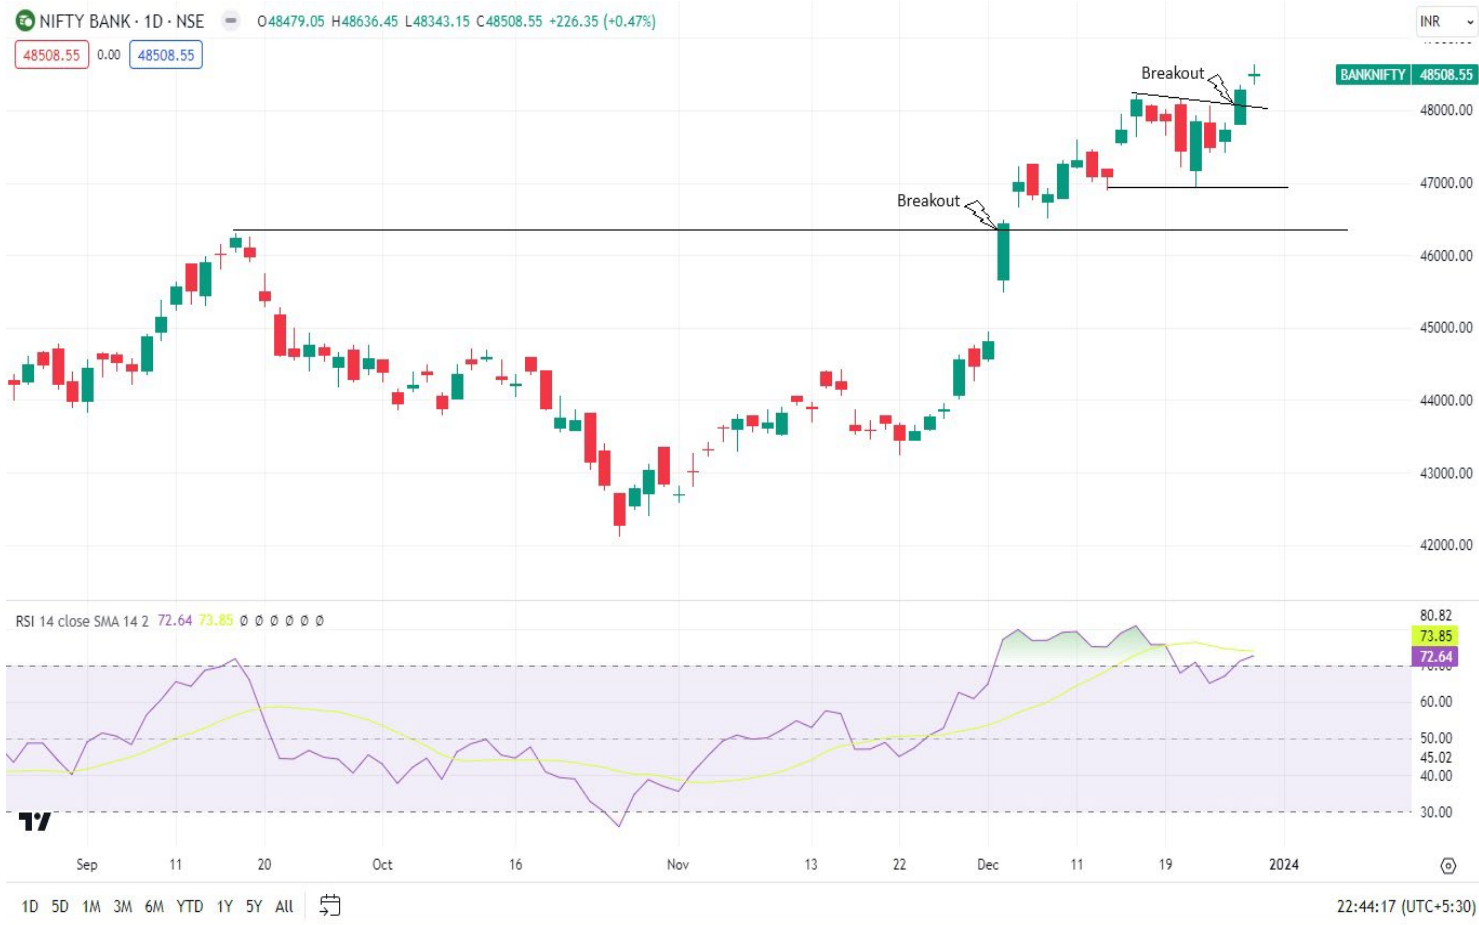 NIFTY BANK · 1D · NSE O48479.05 H48636.45 L48343.15 C48508.55 +226.35 (+0.47%)
INR
48508.55 0.00 48508.55
Breakout
BANKNIFTY 48508.55
48000.00
47000.00
Breakout
46000.00
45000.00
44000.00
43000.00
42000.00
RSI 14 close SMA 14 2 72.64 73.85 Ø Ø Ø Ø Ø Ø
80.82
73.85
72.64
60.00
50.00
45.02
40.00
30.00
Sep 11 20 Oct 16 Nov 13 22 Dec 11 19 2024
1D 5D 1M 3M 6M YTD 1Y 5Y All
22:44:17 (UTC+5:30)